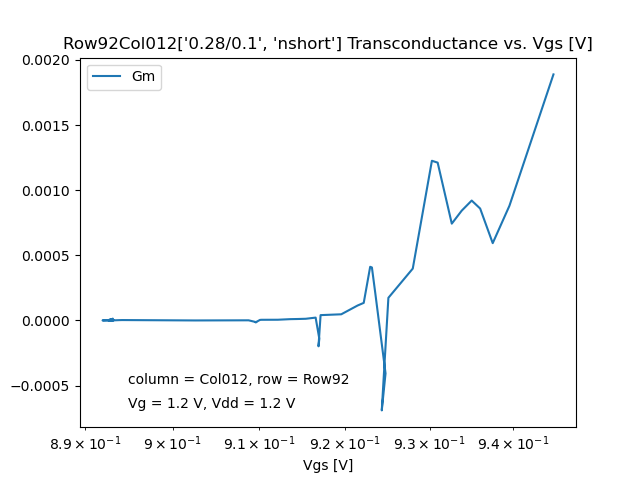 Row92Col012['0.28/0.1', 'nshort'] Transconductance vs. Vgs [V]
Gm
0.0020
0.0015
0.0010
0.0005
0.0000
−0.0005
column = Col012, row = Row92
Vg = 1.2 V, Vdd = 1.2 V
8.9 × 10⁻¹ 9 × 10⁻¹ 9.1 × 10⁻¹ 9.2 × 10⁻¹ 9.3 × 10⁻¹ 9.4 × 10⁻¹
Vgs [V]